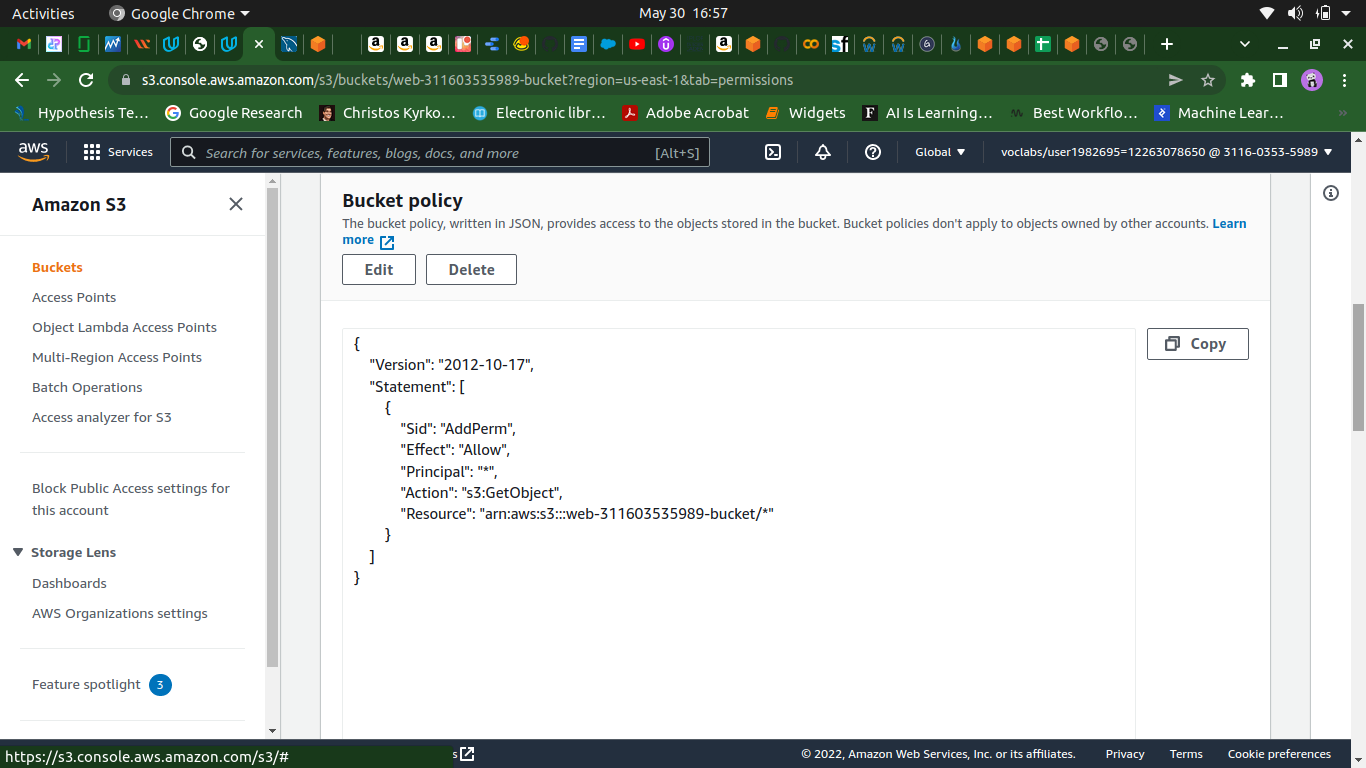 Activities
Google Chrome
May 30 16:57
s3.console.aws.amazon.com/s3/buckets/web-311603535989-bucket?region=us-east-1&tab=permissions
Hypothesis Te...
Google Research
Christos Kyrko...
Electronic libr...
Adobe Acrobat
Widgets
AI Is Learning...
Best Workflo...
Machine Lear...
»
aws
Services
Search for services, features, blogs, docs, and more
[Alt+S]
Global
voclabs/user1982695=12263078650 @ 3116-0353-5989
Amazon S3
Buckets
Access Points
Object Lambda Access Points
Multi-Region Access Points
Batch Operations
Access analyzer for S3
Block Public Access settings for
this account
Storage Lens
Dashboards
AWS Organizations settings
Feature spotlight 3
Bucket policy
The bucket policy, written in JSON, provides access to the objects stored in the bucket. Bucket policies don't apply to objects owned by other accounts. Learn
more
Edit
Delete
Copy
{
"Version": "2012-10-17",
"Statement": [
{
"Sid": "AddPerm",
"Effect": "Allow",
"Principal": "*",
"Action": "s3:GetObject",
"Resource": "arn:aws:s3:::web-311603535989-bucket/*"
}
]
}
https://s3.console.aws.amazon.com/s3/#
© 2022, Amazon Web Services, Inc. or its affiliates.
Privacy
Terms
Cookie preferences